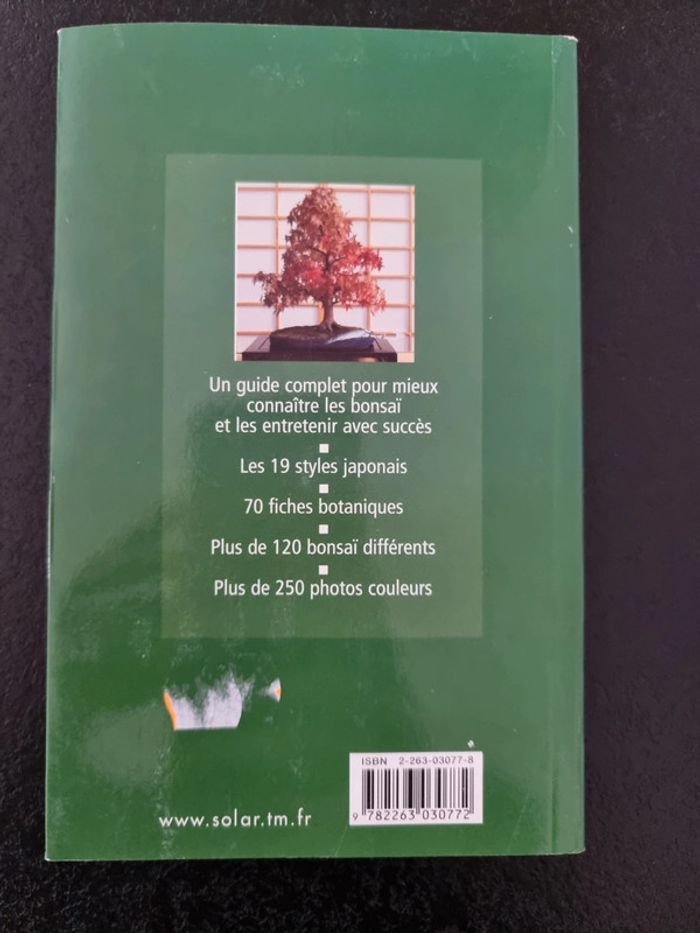 Un guide complet pour mieux
connaître les bonsaï
et les entretenir avec succès
Les 19 styles japonais
70 fiches botaniques
Plus de 120 bonsaï différents
Plus de 250 photos couleurs
ISBN 2-263-03077-8
www.solar.tm.fr
9 782263 030772